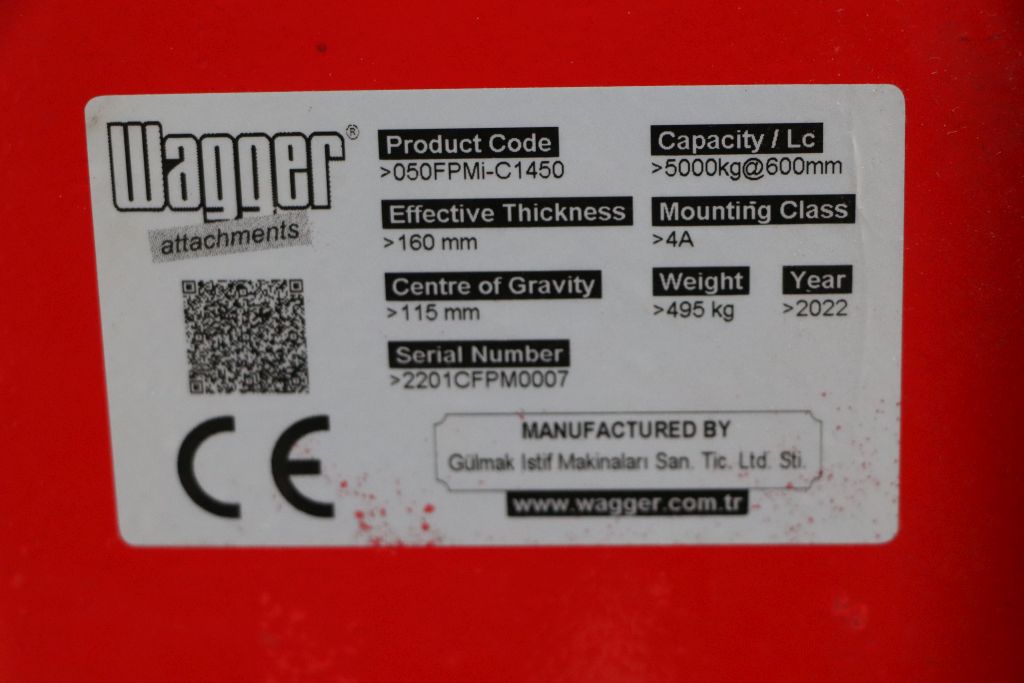 Wagger®
attachments
Product Code
>050FPMi-C1450
Capacity / Lc
>5000kg@600mm
Effective Thickness
>160 mm
Mounting Class
>4A
Centre of Gravity
>115 mm
Weight
>495 kg
Year
>2022
Serial Number
>2201CFPM0007
CE
MANUFACTURED BY
Gülmak Istif Makinaları San. Tic. Ltd. Sti.
www.wagger.com.tr